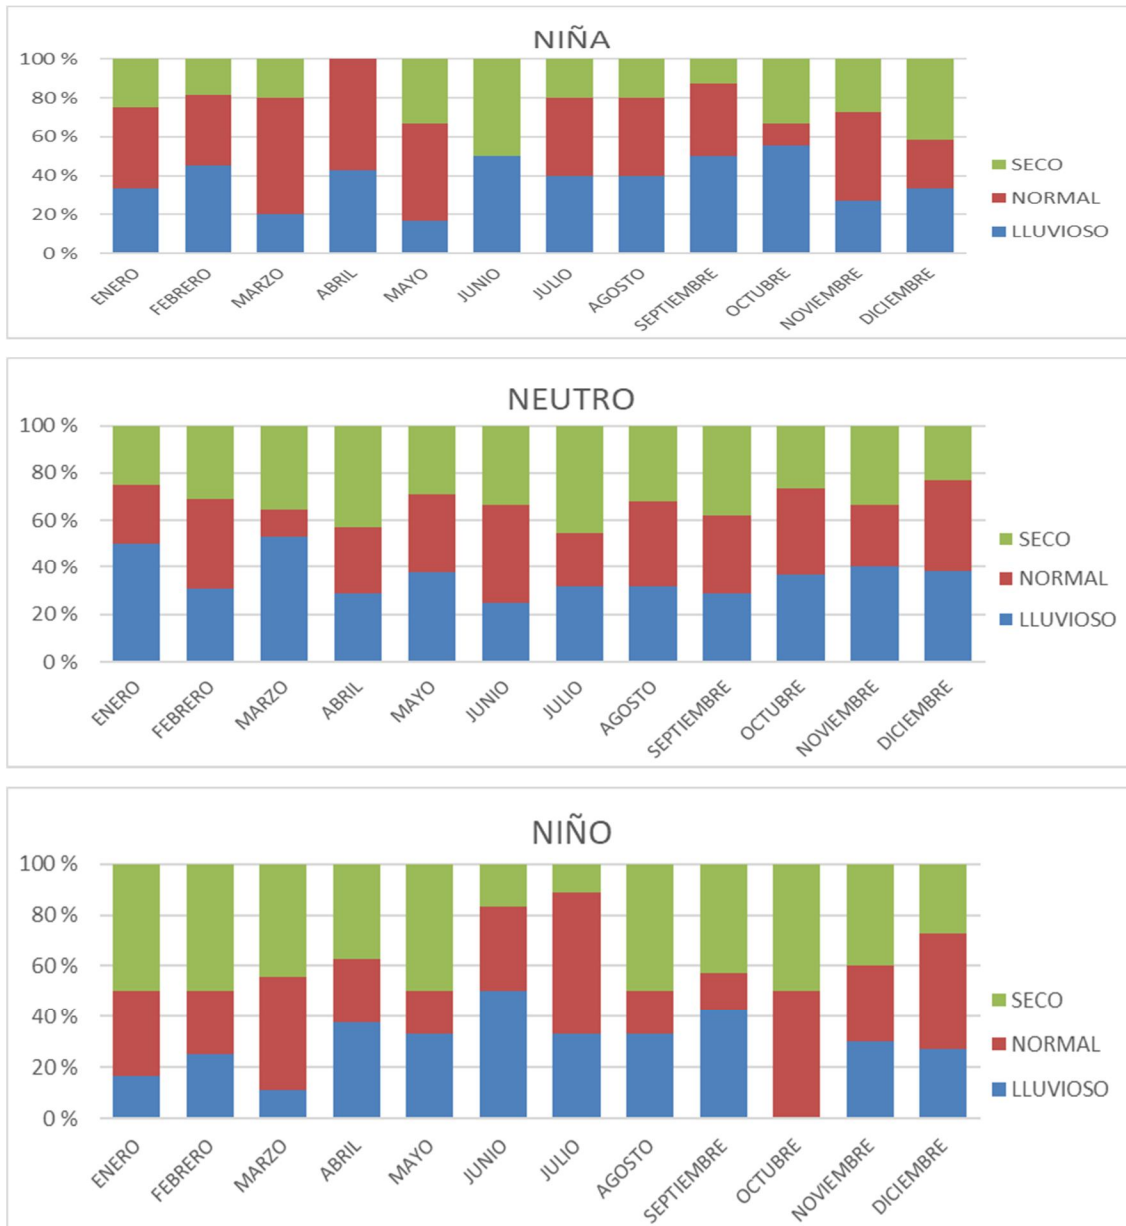 NIÑA
100 %
80 %
60 %
40 %
20 %
0 %
SECO
NORMAL
LLUVIOSO
ENERO
FEBRERO
MARZO
ABRIL
MAYO
JUNIO
JULIO
AGOSTO
SEPTIEMBRE
OCTUBRE
NOVIEMBRE
DICIEMBRE
NEUTRO
100 %
80 %
60 %
40 %
20 %
0 %
SECO
NORMAL
LLUVIOSO
ENERO
FEBRERO
MARZO
ABRIL
MAYO
JUNIO
JULIO
AGOSTO
SEPTIEMBRE
OCTUBRE
NOVIEMBRE
DICIEMBRE
NIÑO
100 %
80 %
60 %
40 %
20 %
0 %
SECO
NORMAL
LLUVIOSO
ENERO
FEBRERO
MARZO
ABRIL
MAYO
JUNIO
JULIO
AGOSTO
SEPTIEMBRE
OCTUBRE
NOVIEMBRE
DICIEMBRE